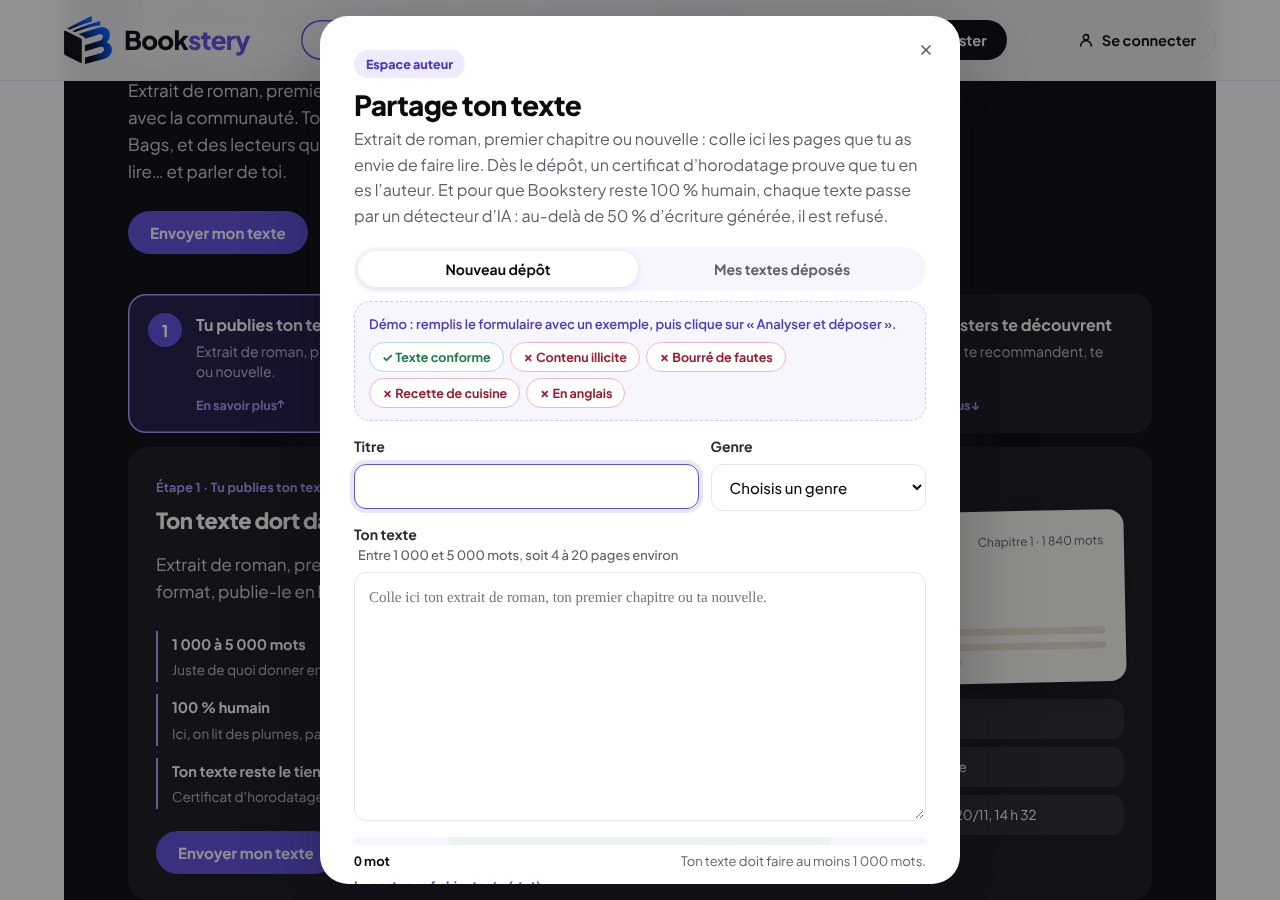 Bookstery
ster
Se connecter
Extrait de roman, premie
avec la communauté. To
Bags, et des lecteurs qu
lire… et parler de toi.
Envoyer mon texte
1
Tu publies ton te
Extrait de roman, p
ou nouvelle.
En savoir plus↑
sters te découvrent
te recommandent, te
us↓
Étape 1 · Tu publies ton tex
Ton texte dort da
Extrait de roman, pre
format, publie-le en
1 000 à 5 000 mots
Juste de quoi donner en
100 % humain
Ici, on lit des plumes, pa
Ton texte reste le tien
Certificat d’horodatage
Envoyer mon texte
Chapitre 1 · 1 840 mots
e
20/11, 14 h 32
Espace auteur
×
Partage ton texte
Extrait de roman, premier chapitre ou nouvelle : colle ici les pages que tu as
envie de faire lire. Dès le dépôt, un certificat d’horodatage prouve que tu en
es l’auteur. Et pour que Bookstery reste 100 % humain, chaque texte passe
par un détecteur d’IA : au-delà de 50 % d’écriture générée, il est refusé.
Nouveau dépôt
Mes textes déposés
Démo : remplis le formulaire avec un exemple, puis clique sur « Analyser et déposer ».
✓ Texte conforme
× Contenu illicite
× Bourré de fautes
× Recette de cuisine
× En anglais
Titre
Genre
Choisis un genre
Ton texte
Entre 1 000 et 5 000 mots, soit 4 à 20 pages environ
Colle ici ton extrait de roman, ton premier chapitre ou ta nouvelle.
0 mot
Ton texte doit faire au moins 1 000 mots.